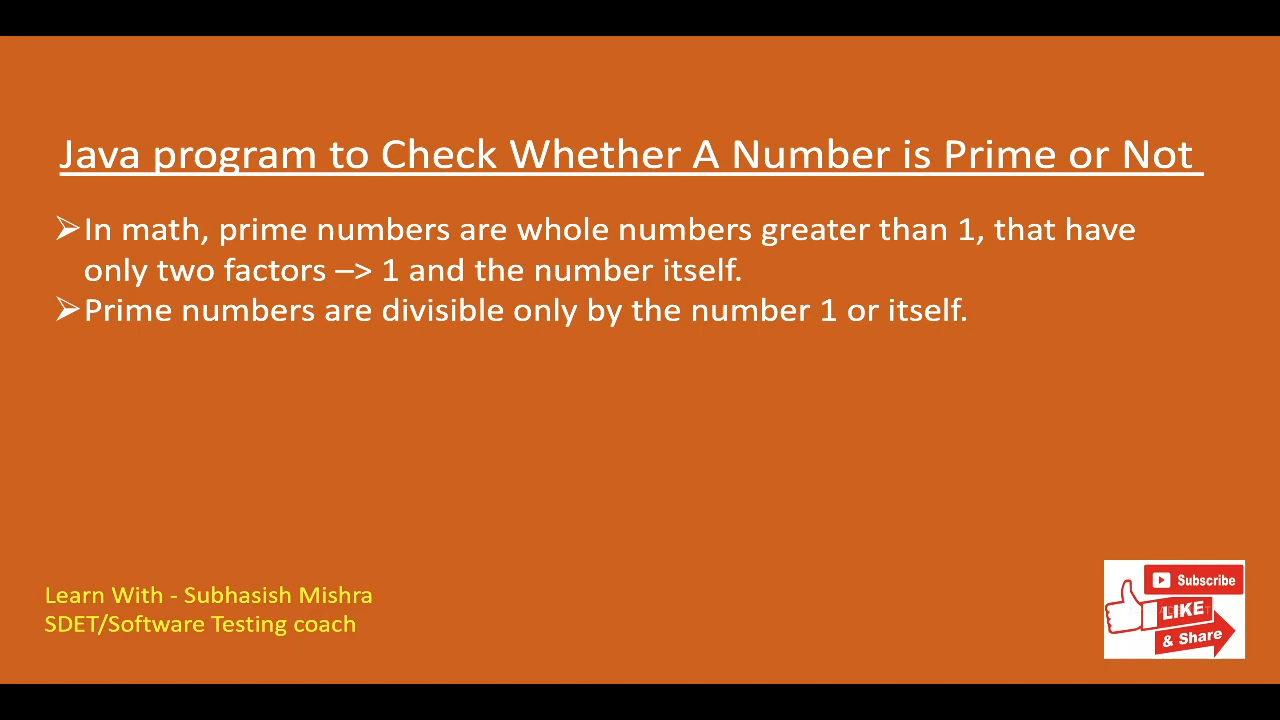 Java program to Check Whether A Number is Prime or Not
➢In math, prime numbers are whole numbers greater than 1, that have
only two factors –> 1 and the number itself.
➢Prime numbers are divisible only by the number 1 or itself.
Learn With - Subhasish Mishra
SDET/Software Testing coach
Subscribe
LIKE
& Share